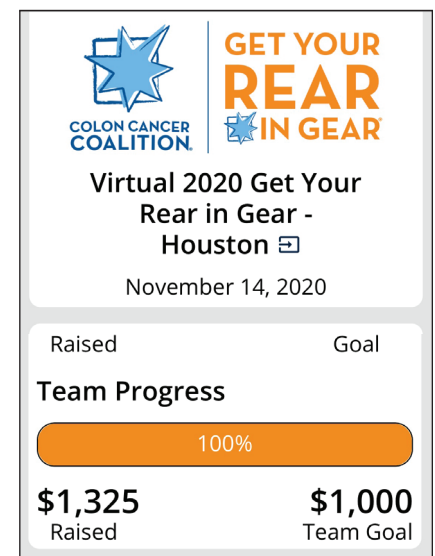 COLON CANCER
COALITION.
GET YOUR
REAR
IN GEAR®
Virtual 2020 Get Your
Rear in Gear -
Houston
November 14, 2020
Raised Goal
Team Progress
100%
$1,325 $1,000
Raised Team Goal